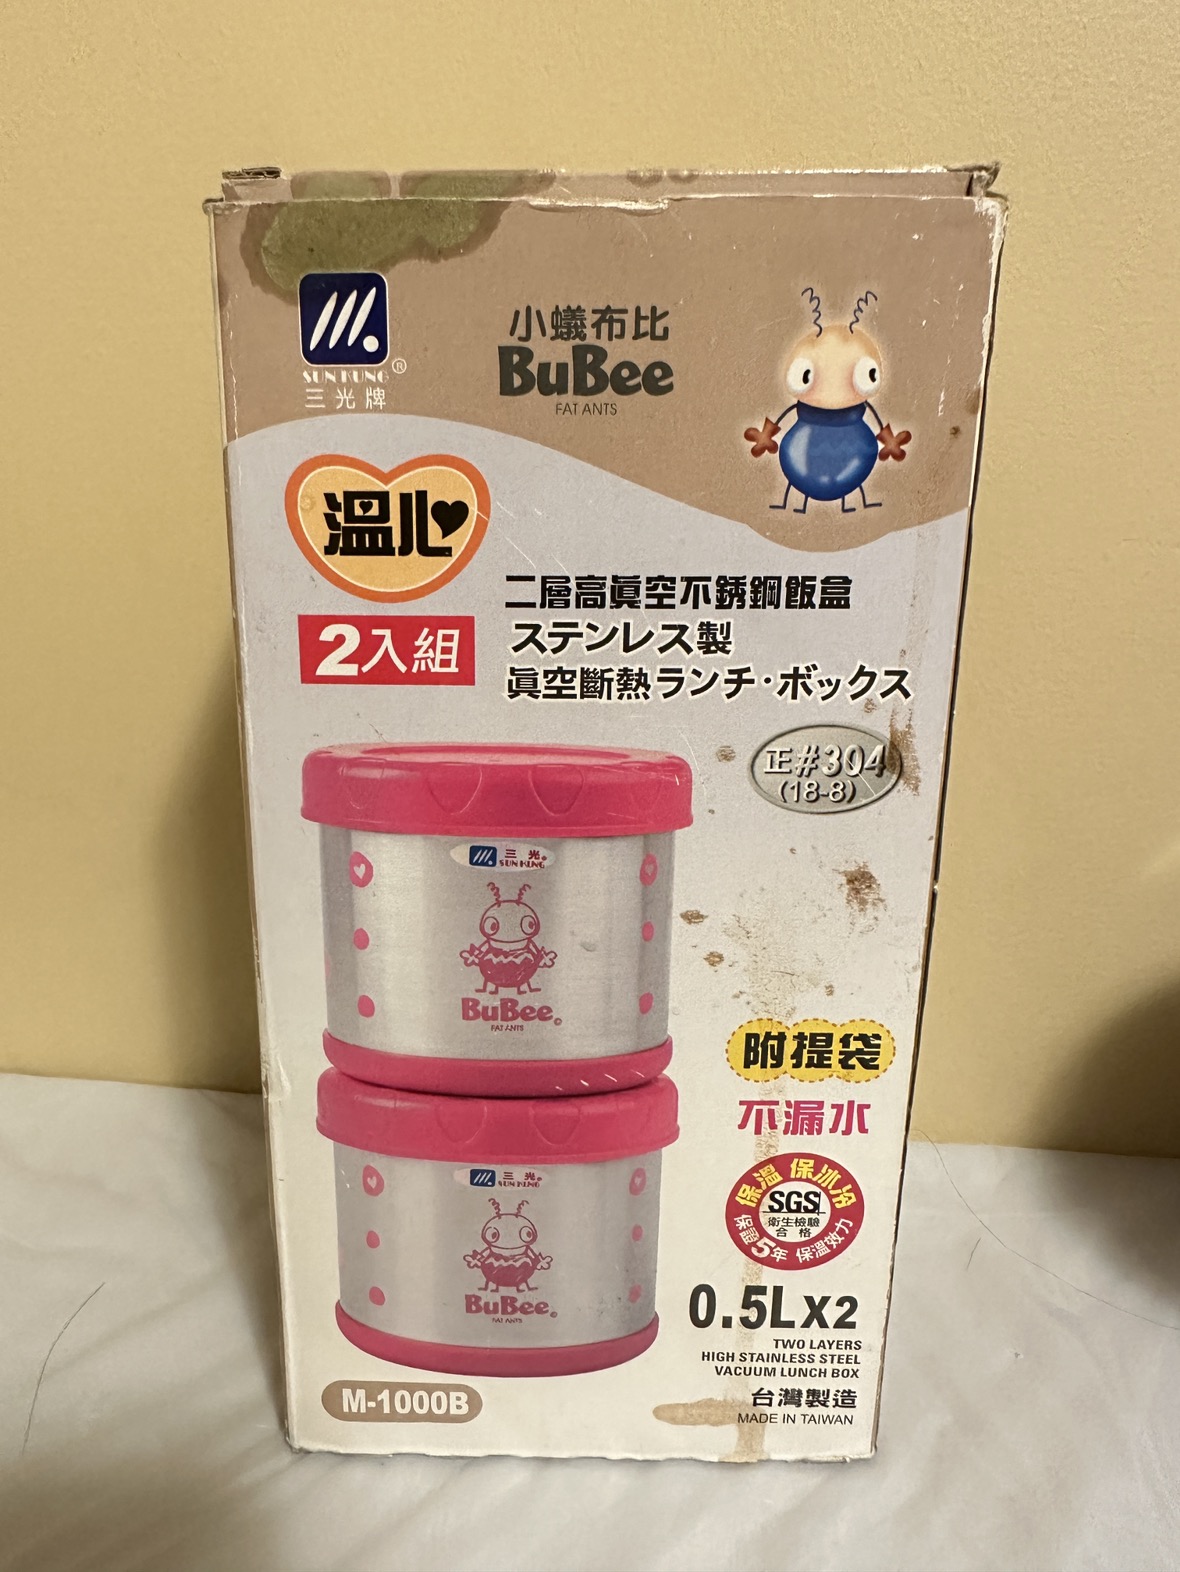 SUN KUNG®
三光牌
小蟻布比
BuBee
FAT ANTS
溫心
2入組
二層高真空不銹鋼飯盒
ステンレス製
眞空斷熱ランチ·ボックス
正#304
(18-8)
三光®
SUN KUNG
BuBee©
FAT ANTS
三光®
SUN KUNG
BuBee©
FAT ANTS
附提袋
不漏水
保溫 保冰冷
SGS
衛生檢驗
合格
保證5年 保溫效力
0.5LX2
TWO LAYERS
HIGH STAINLESS STEEL
VACUUM LUNCH BOX
M-1000B
台灣製造
MADE IN TAIWAN